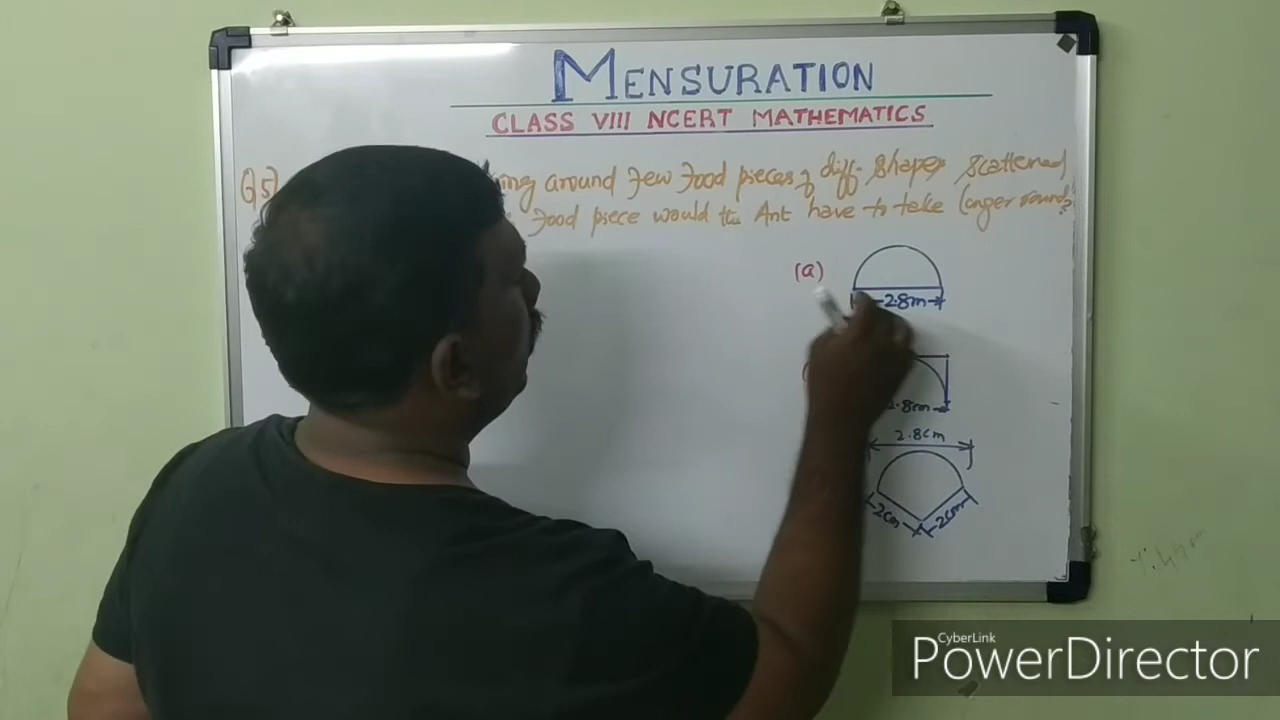 MENSURATION
CLASS VIII NCERT MATHEMATICS
Q5) ing around Few Food pieces of diff. Shapes scattered
Food piece would the Ant have to take longer round?
(a)
2.8m
.8cm
2.8cm
2cm 2cm
CyberLink
PowerDirector